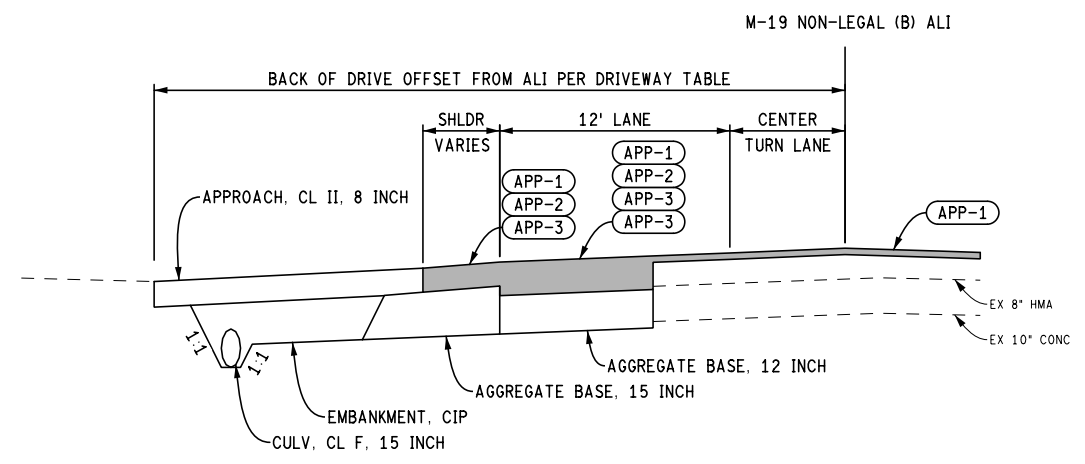 M-19 NON-LEGAL (B) ALI
BACK OF DRIVE OFFSET FROM ALI PER DRIVEWAY TABLE
SHLDR
VARIES
12' LANE
CENTER
TURN LANE
APP-1
APP-2
APP-3
APP-3
APP-1
APP-2
APP-3
APPROACH, CL II, 8 INCH
APP-1
EX 8" HMA
EX 10" CONC
1:1
1:1
AGGREGATE BASE, 12 INCH
AGGREGATE BASE, 15 INCH
EMBANKMENT, CIP
CULV, CL F, 15 INCH